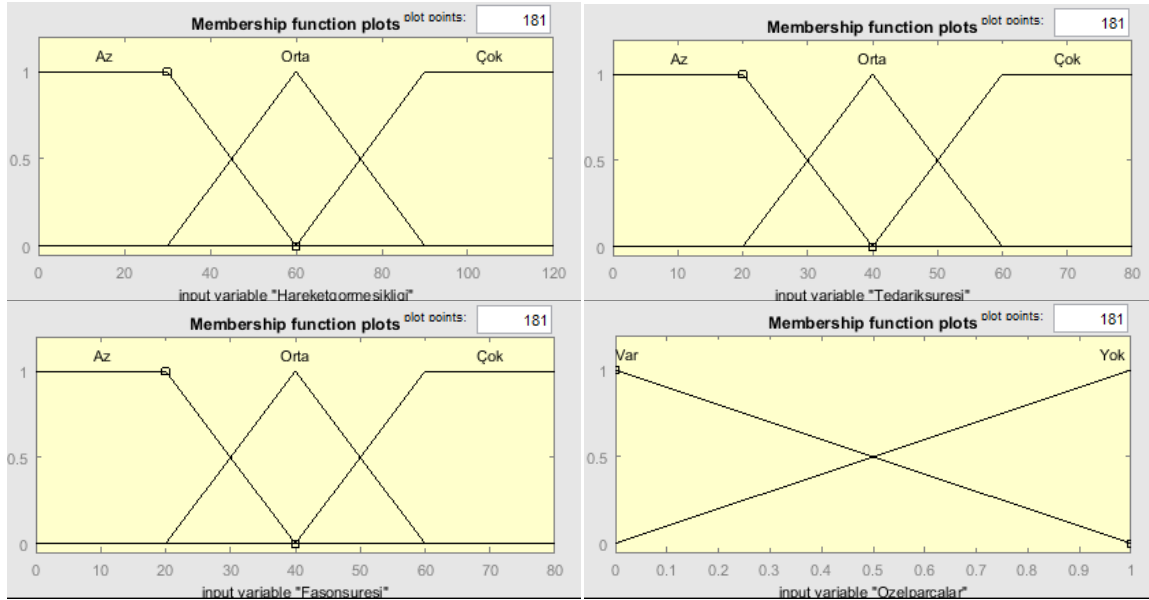 Membership function plots plot points: 181
Az Orta Çok
1
0.5
0
0 20 40 60 80 100 120
input variable "Hareketgormesikligi"
Membership function plots plot points: 181
Az Orta Çok
1
0.5
0
0 10 20 30 40 50 60 70 80
input variable "Tedariksuresi"
Membership function plots plot points: 181
Az Orta Çok
1
0.5
0
0 10 20 30 40 50 60 70 80
input variable "Fasonsuresi"
Membership function plots plot points: 181
Var Yok
1
0.5
0
0 0.1 0.2 0.3 0.4 0.5 0.6 0.7 0.8 0.9 1
input variable "Ozelparcalar"